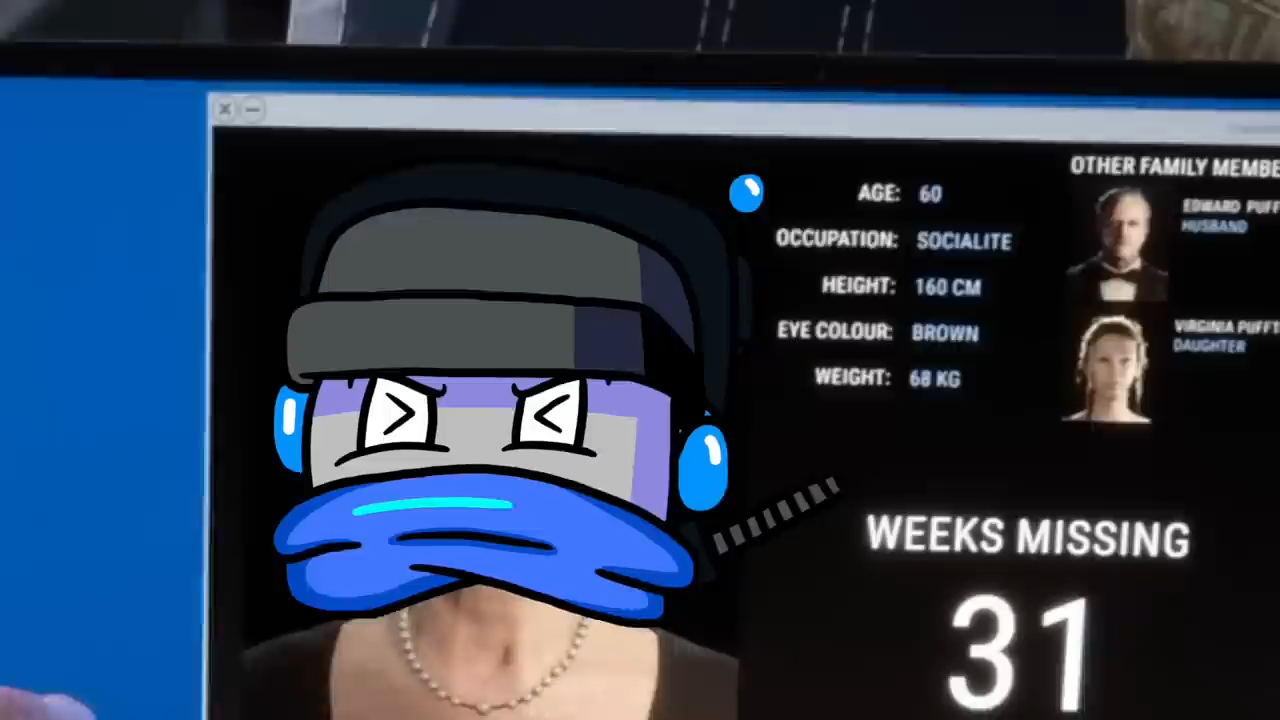 AGE: 60
OCCUPATION: SOCIALITE
HEIGHT: 160 CM
EYE COLOUR: BROWN
WEIGHT: 68 KG
OTHER FAMILY MEMBE
EDWARD PUFF
HUSBAND
VIRGINIA PUFFT
DAUGHTER
WEEKS MISSING
31